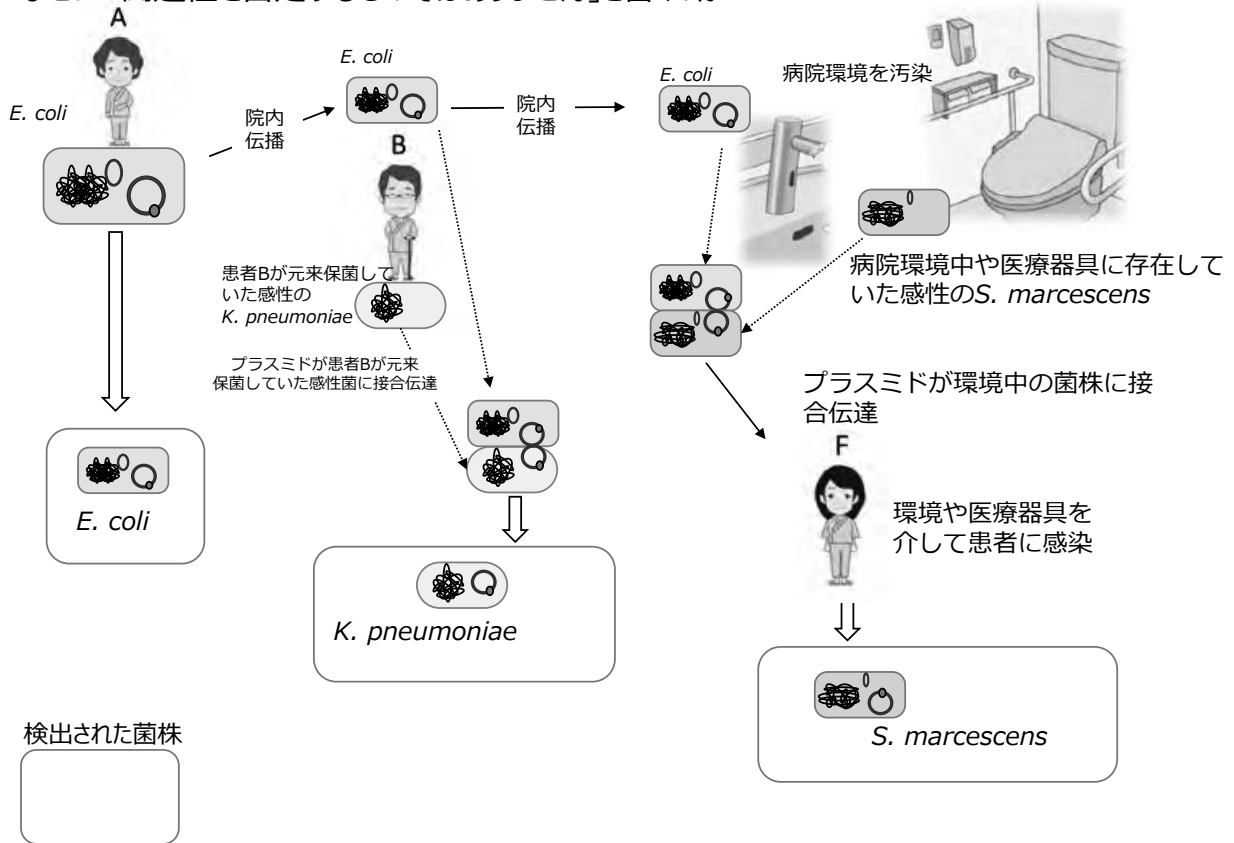 A
E. coli
院内
伝播
E. coli
B
院内
伝播
E. coli
病院環境を汚染
患者Bが元来保菌して
いた感性の
K. pneumoniae
プラスミドが患者Bが元来
保菌していた感性菌に接合伝達
病院環境中や医療器具に存在して
いた感性のS. marcescens
プラスミドが環境中の菌株に接
合伝達
F
環境や医療器具を
介して患者に感染
E. coli
K. pneumoniae
S. marcescens
検出された菌株